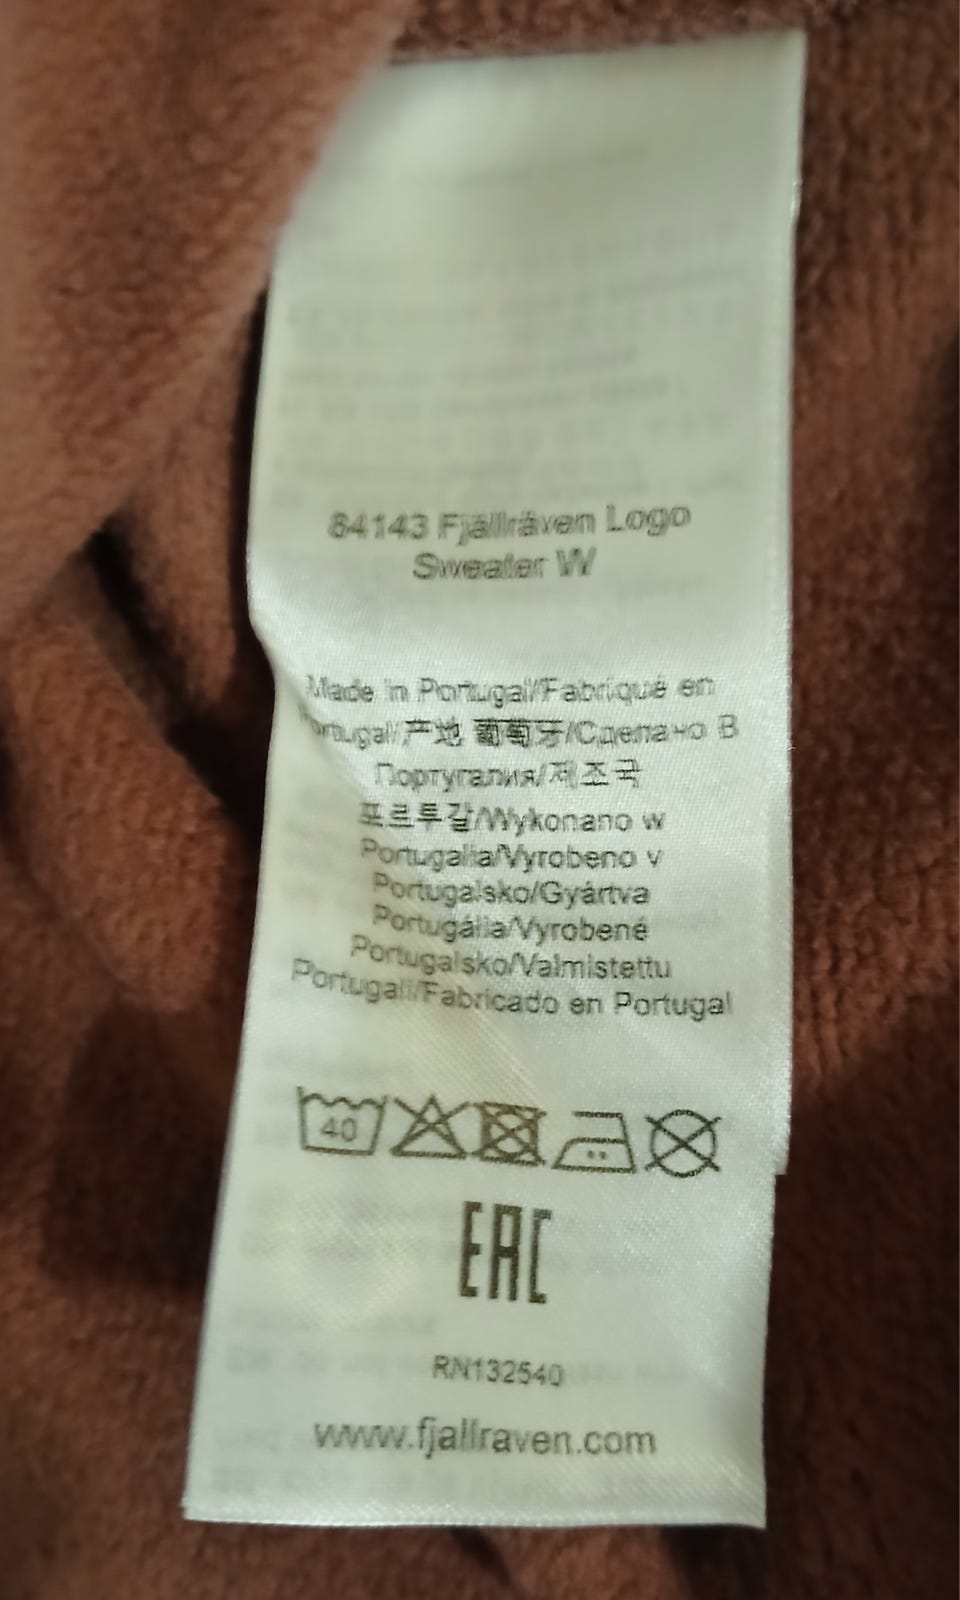 84143 Fjällräven Logo
Sweater W
Made in Portugal/Fabriqué en
Portugal/产地 葡萄牙/Сделано В
Португалия/제조국
포르투갈/Wykonano w
Portugalia/Vyrobeno v
Portugalsko/Gyártva
Portugália/Vyrobené
Portugalsko/Valmistettu
Portugali/Fabricado en Portugal
40
EAC
RN132540
www.fjallraven.com